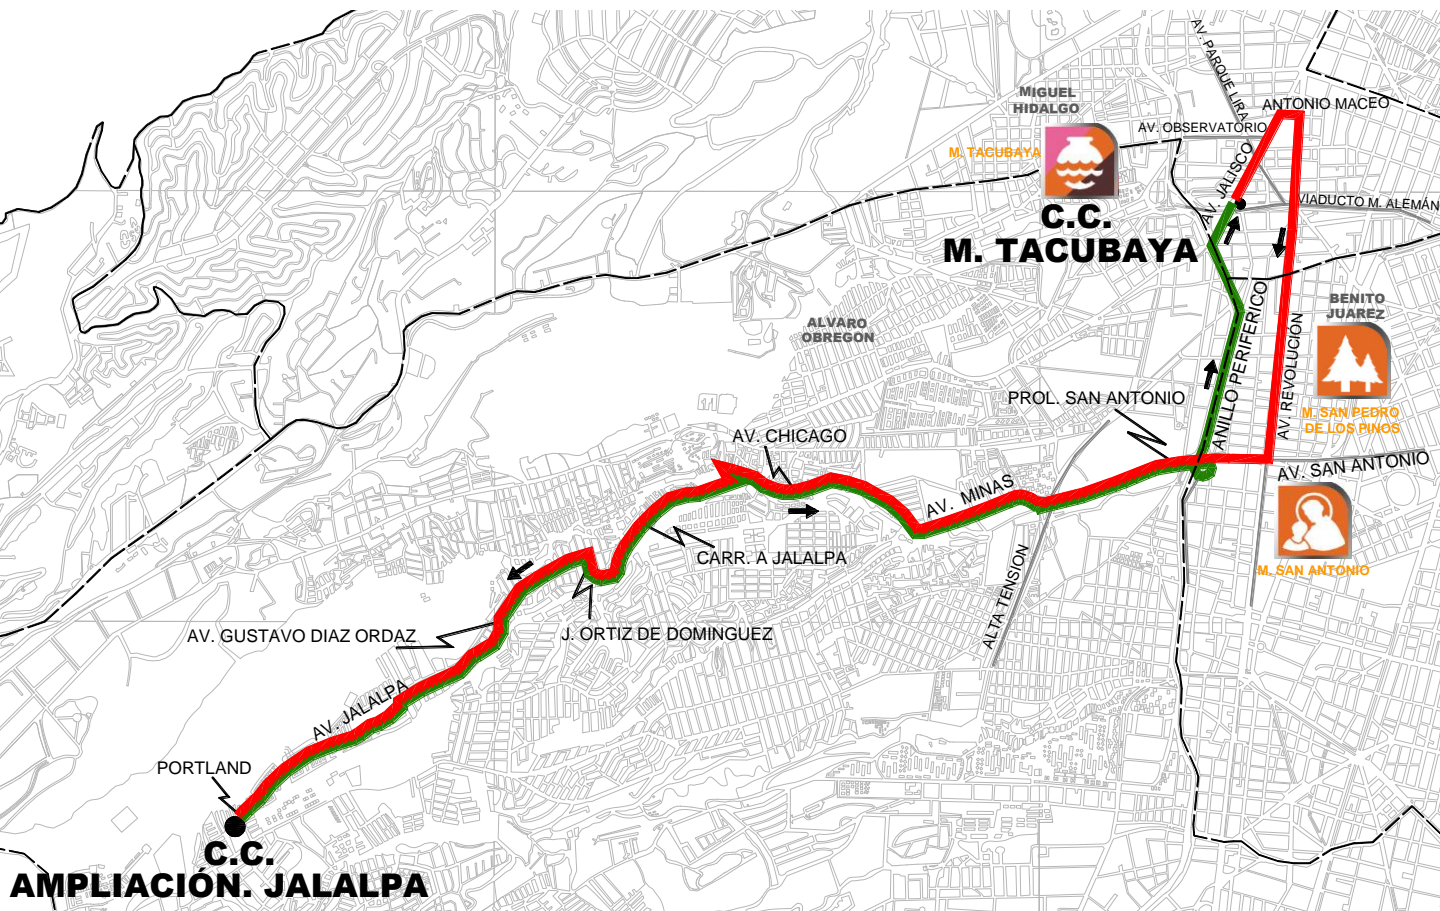 AV. PARQUE LIRA
MIGUEL
HIDALGO
ANTONIO MACEO
AV. OBSERVATORIO
M. TACUBAYA
AV. JALISCO
VIADUCTO M. ALEMÁN
C.C.
M. TACUBAYA
BENITO
JUAREZ
ALVARO
OBREGON
ANILLO PERIFERICO
AV. REVOLUCION
PROL. SAN ANTONIO
M. SAN PEDRO
DE LOS PINOS
AV. CHICAGO
AV. SAN ANTONIO
AV. MINAS
CARR. A JALALPA
M. SAN ANTONIO
ALTA TENSION
AV. GUSTAVO DIAZ ORDAZ
J. ORTIZ DE DOMINGUEZ
AV. JALALPA
PORTLAND
C.C.
AMPLIACIÓN. JALALPA